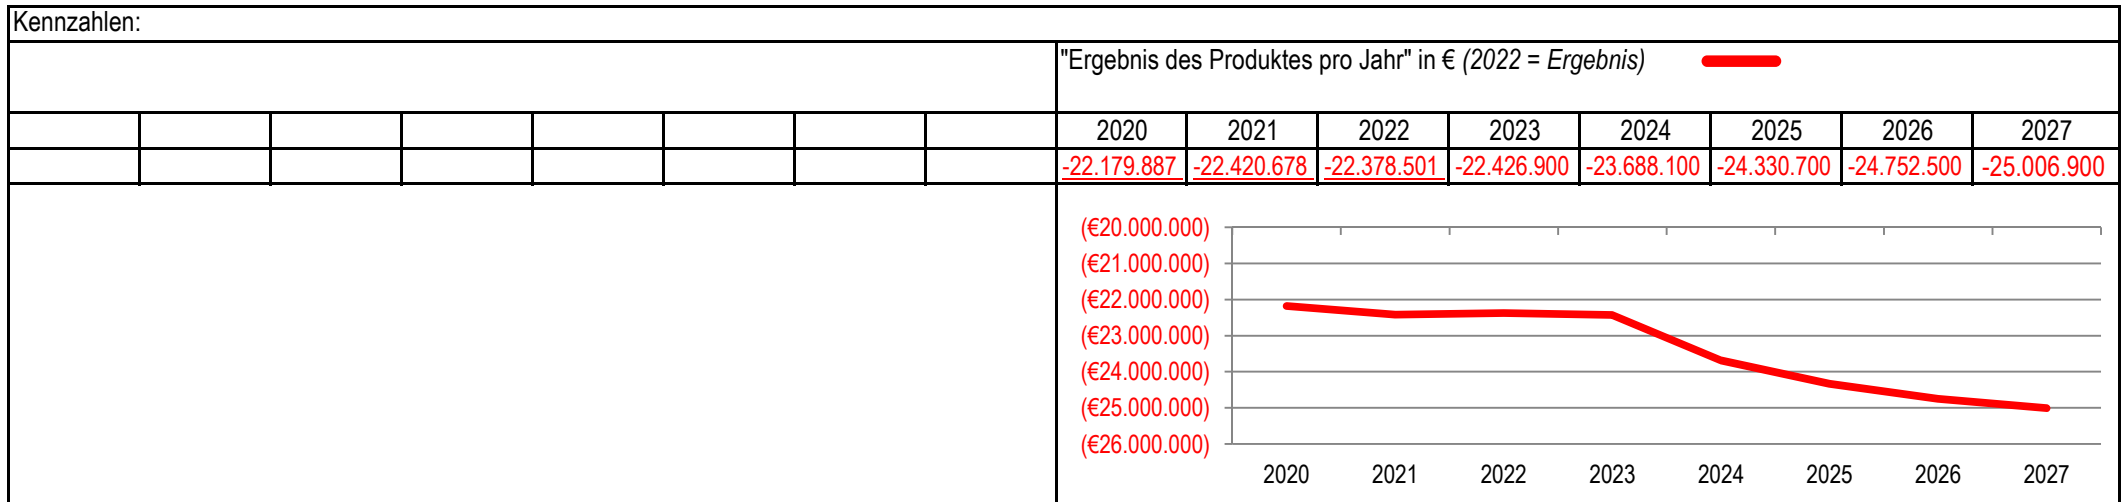 Kennzahlen:
"Ergebnis des Produktes pro Jahr" in € (2022 = Ergebnis)
2020 2021 2022 2023 2024 2025 2026 2027
-22.179.887 -22.420.678 -22.378.501 -22.426.900 -23.688.100 -24.330.700 -24.752.500 -25.006.900
(€20.000.000)
(€21.000.000)
(€22.000.000)
(€23.000.000)
(€24.000.000)
(€25.000.000)
(€26.000.000)
2020 2021 2022 2023 2024 2025 2026 2027